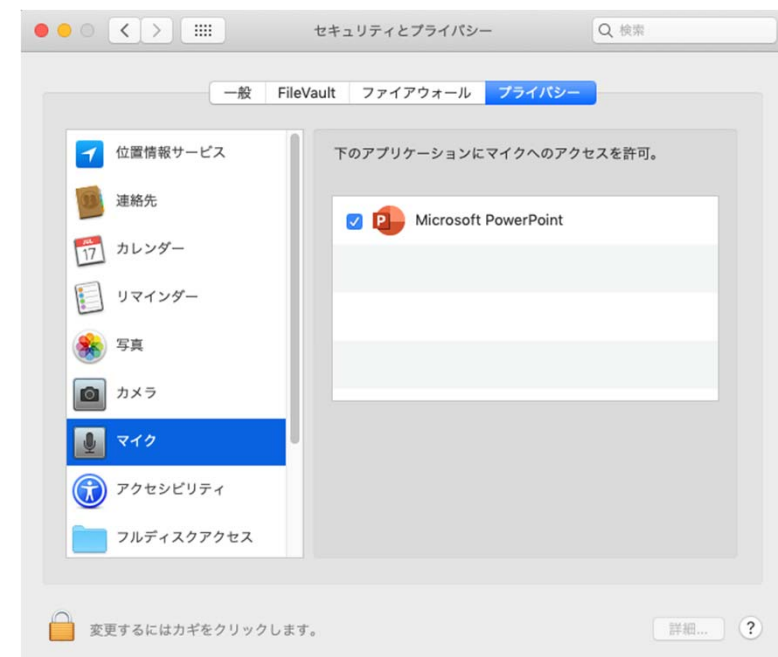 セキュリティとプライバシー
検索
一般 FileVault ファイアウォール プライバシー
位置情報サービス
連絡先
JUL
17
カレンダー
リマインダー
写真
カメラ
マイク
アクセシビリティ
フルディスクアクセス
下のアプリケーションにマイクへのアクセスを許可。
P
Microsoft PowerPoint
変更するにはカギをクリックします。
詳細...
?